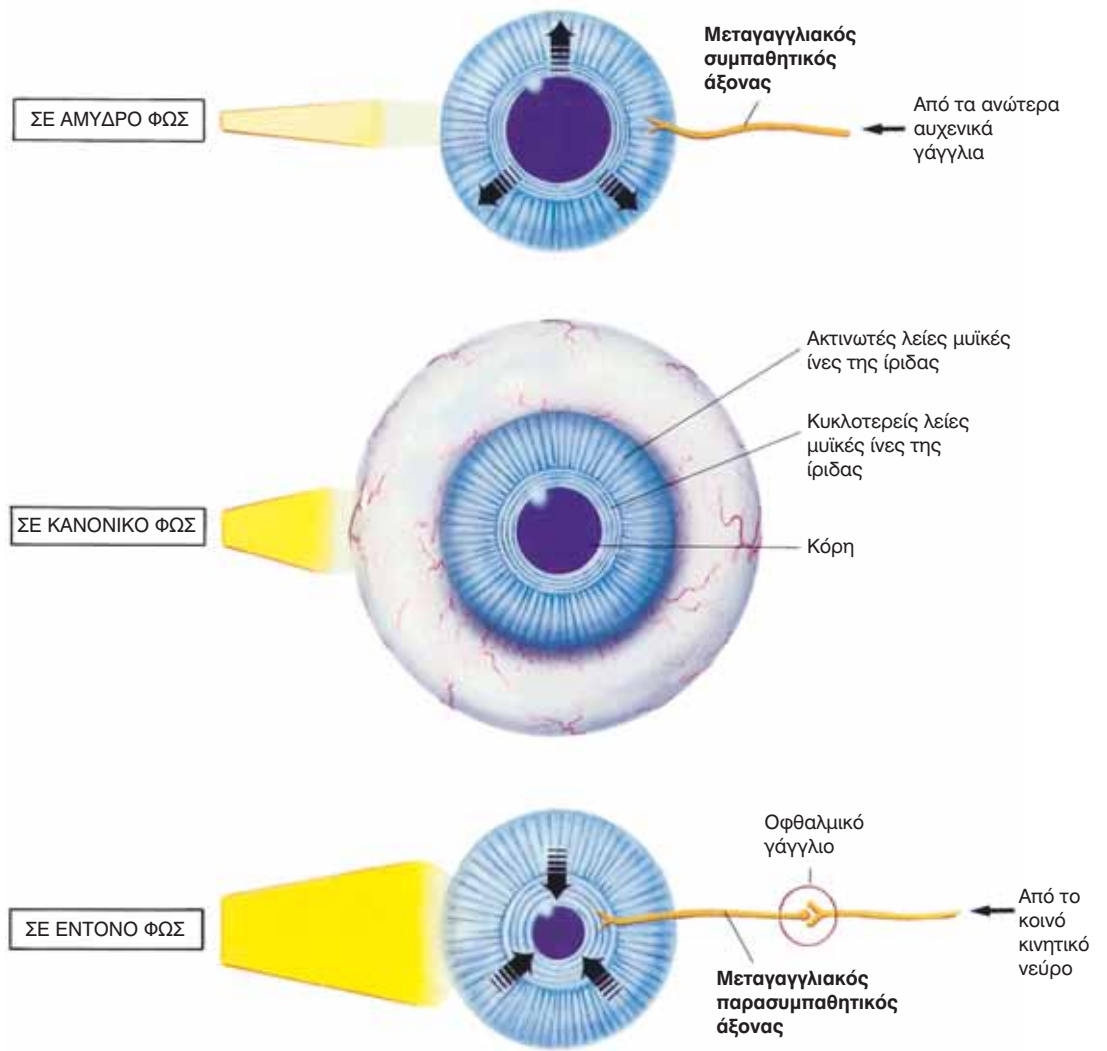 Μεταγαγγλιακός
συμπαθητικός
άξονας
ΣΕ ΑΜΥΔΡΟ ΦΩΣ
Από τα ανώτερα
αυχενικά
γάγγλια
Ακτινωτές λείες μυϊκές
ίνες της ίριδας
Κυκλοτερείς λείες
μυϊκές ίνες της
ίριδας
ΣΕ ΚΑΝΟΝΙΚΟ ΦΩΣ
Κόρη
Οφθαλμικό
γάγγλιο
ΣΕ ΕΝΤΟΝΟ ΦΩΣ
Από το
κοινό
κινητικό
νεύρο
Μεταγαγγλιακός
παρασυμπαθητικός
άξονας